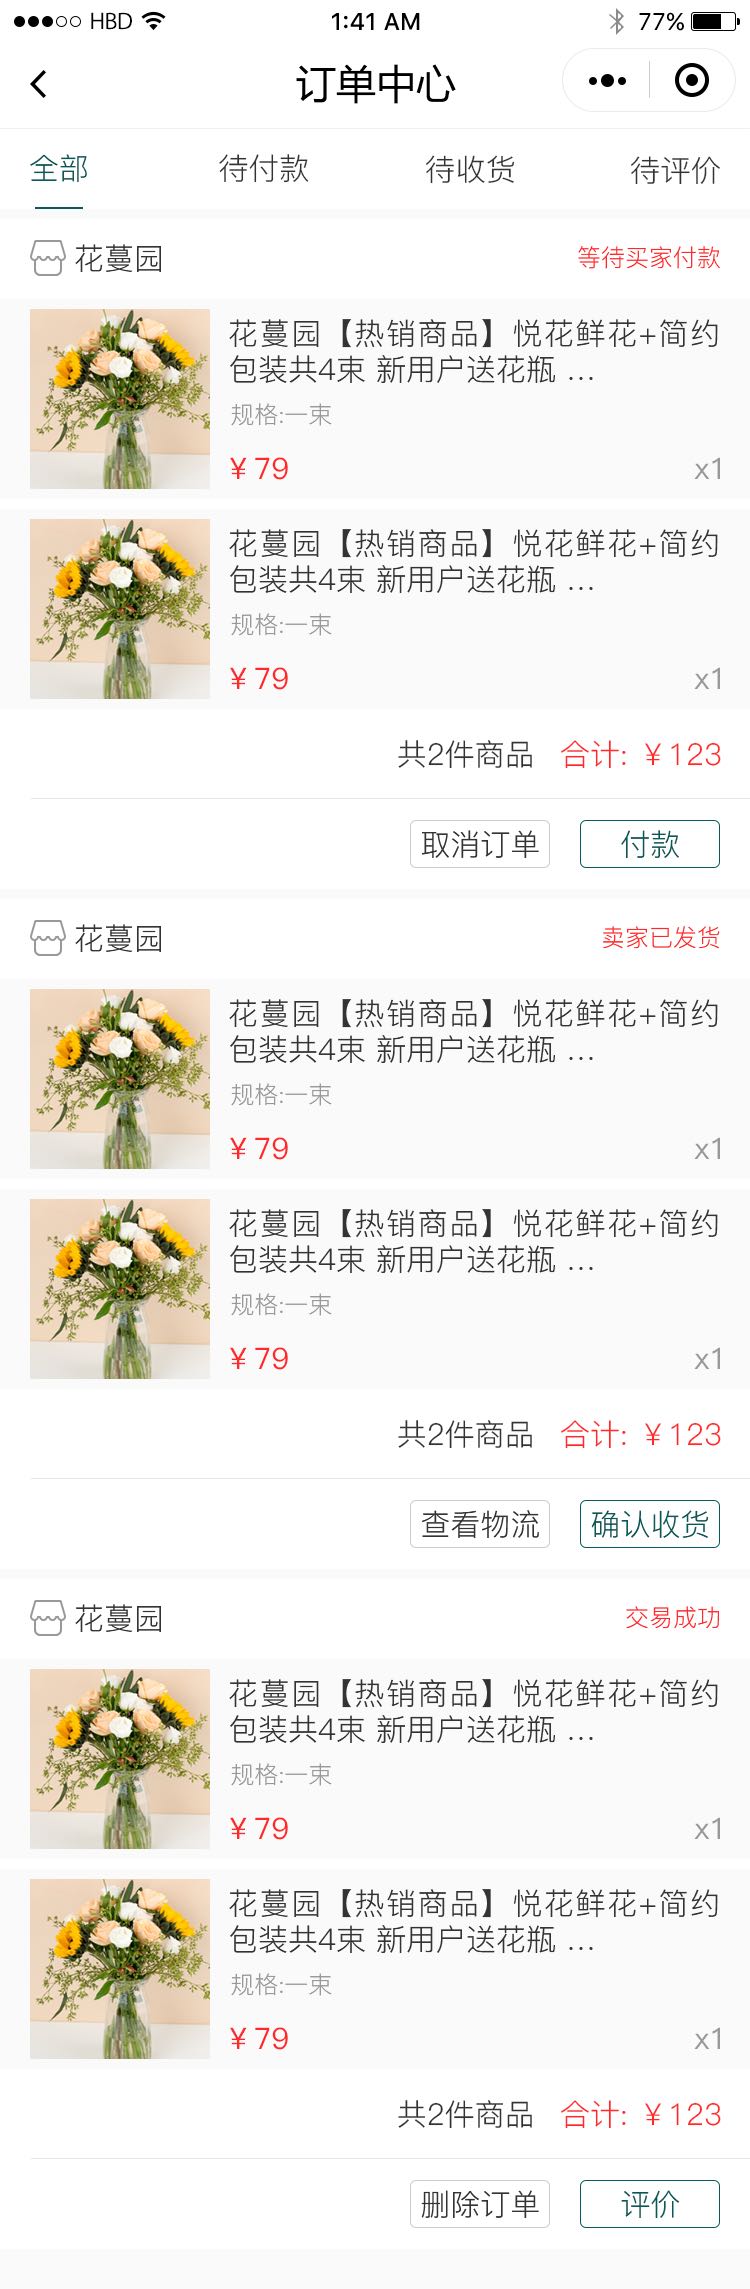 HBD 1:41 AM 77%
订单中心
全部 待付款 待收货 待评价
花蔓园 等待买家付款
花蔓园【热销商品】悦花鲜花+简约
包装共4束 新用户送花瓶 ...
规格:一束
¥ 79 x1
花蔓园【热销商品】悦花鲜花+简约
包装共4束 新用户送花瓶 ...
规格:一束
¥ 79 x1
共2件商品 合计: ¥ 123
取消订单 付款
花蔓园 卖家已发货
花蔓园【热销商品】悦花鲜花+简约
包装共4束 新用户送花瓶 ...
规格:一束
¥ 79 x1
花蔓园【热销商品】悦花鲜花+简约
包装共4束 新用户送花瓶 ...
规格:一束
¥ 79 x1
共2件商品 合计: ¥ 123
查看物流 确认收货
花蔓园 交易成功
花蔓园【热销商品】悦花鲜花+简约
包装共4束 新用户送花瓶 ...
规格:一束
¥ 79 x1
花蔓园【热销商品】悦花鲜花+简约
包装共4束 新用户送花瓶 ...
规格:一束
¥ 79 x1
共2件商品 合计: ¥ 123
删除订单 评价